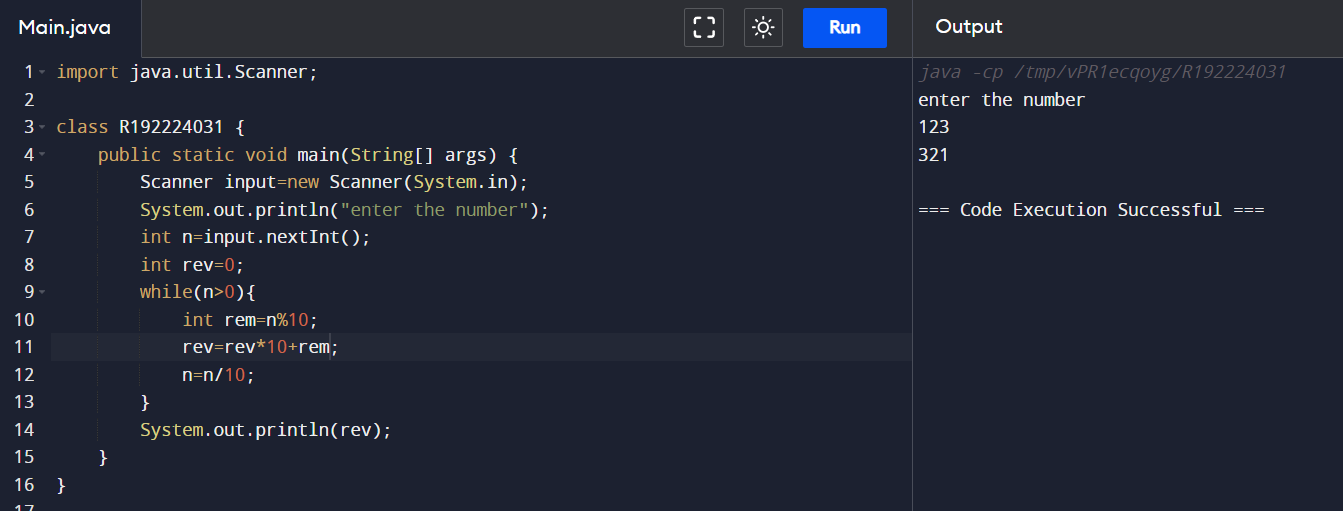 Main.java
Run
Output
1 import java.util.Scanner;
2
3 class R192224031 {
4     public static void main(String[] args) {
5         Scanner input=new Scanner(System.in);
6         System.out.println("enter the number");
7         int n=input.nextInt();
8         int rev=0;
9         while(n>0){
10             int rem=n%10;
11             rev=rev*10+rem;
12             n=n/10;
13         }
14         System.out.println(rev);
15     }
16 }
17
java -cp /tmp/vPR1ecqoyg/R192224031
enter the number
123
321
=== Code Execution Successful ===